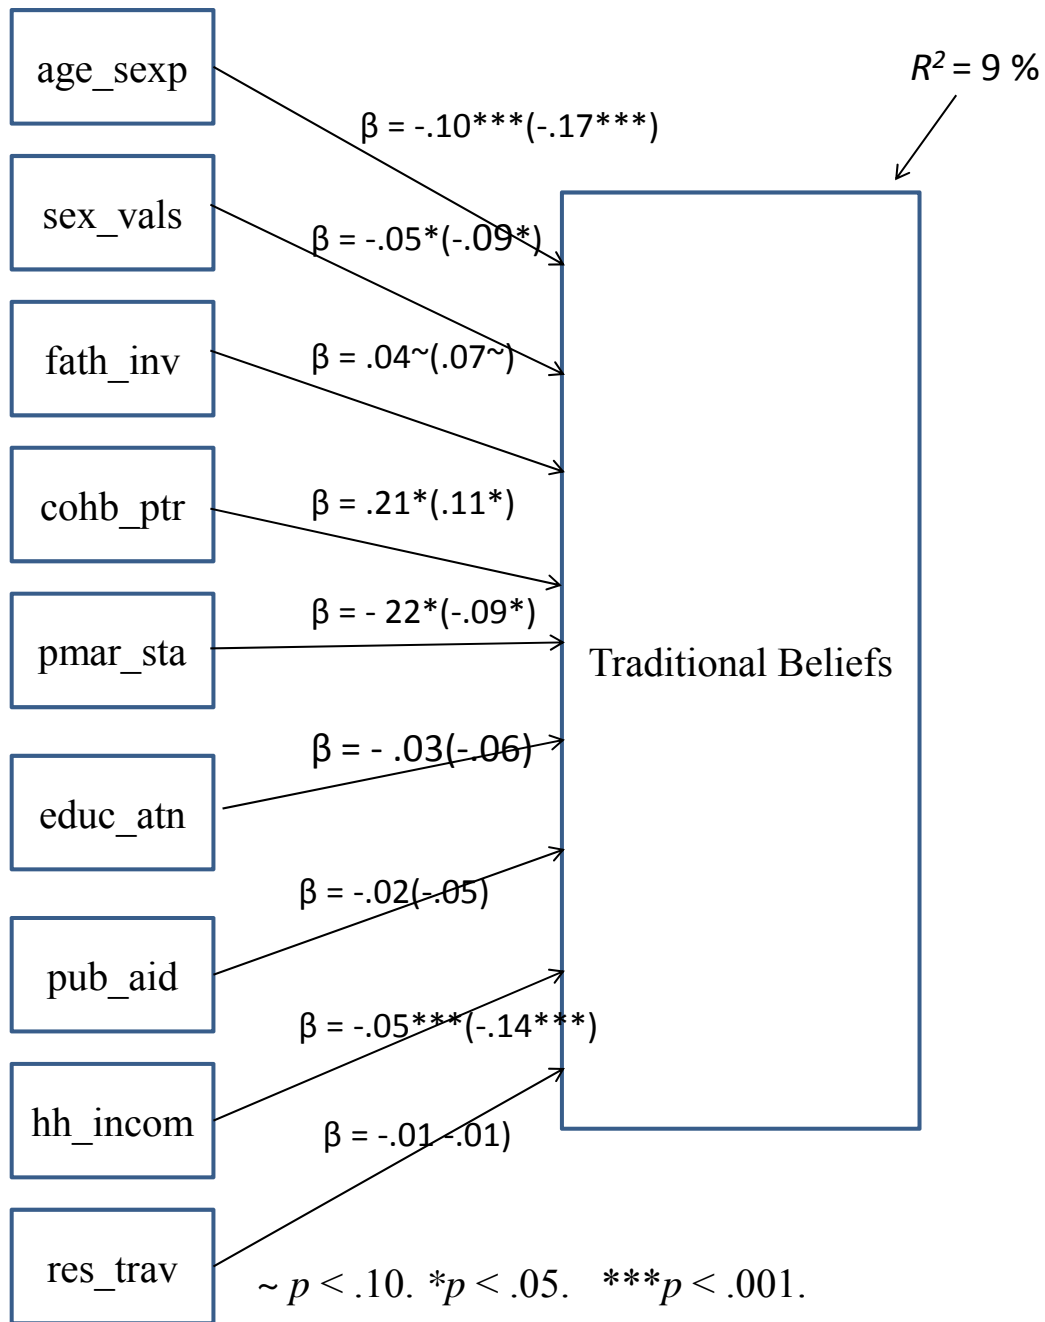 age_sexp
R² = 9 %
β = -.10***(-.17***)
sex_vals
β = -.05*(-.09*)
fath_inv
β = .04~(.07~)
cohb_ptr
β = .21*(.11*)
pmar_sta
β = - 22*(-.09*)
Traditional Beliefs
educ_atn
β = - .03(-.06)
pub_aid
β = -.02(-.05)
hh_incom
β = -.05***(-.14***)
res_trav
β = -.01 -.01)
~ p < .10. *p < .05. ***p < .001.